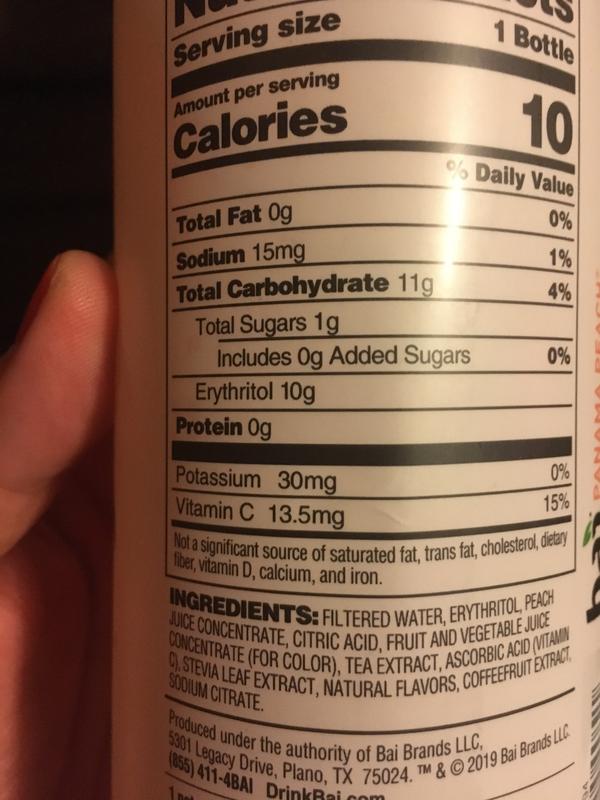 Serving size 1 Bottle
Amount per serving
Calories 10
% Daily Value
Total Fat 0g 0%
Sodium 15mg 1%
Total Carbohydrate 11g 4%
Total Sugars 1g
Includes 0g Added Sugars 0%
Erythritol 10g
Protein 0g
Potassium 30mg 0%
Vitamin C 13.5mg 15%
Not a significant source of saturated fat, trans fat, cholesterol, dietary
fiber, vitamin D, calcium, and iron.
INGREDIENTS: FILTERED WATER, ERYTHRITOL, PEACH
JUICE CONCENTRATE, CITRIC ACID, FRUIT AND VEGETABLE JUICE
CONCENTRATE (FOR COLOR), TEA EXTRACT, ASCORBIC ACID (VITAMIN
C), STEVIA LEAF EXTRACT, NATURAL FLAVORS, COFFEEFRUIT EXTRACT,
SODIUM CITRATE.
Produced under the authority of Bai Brands LLC,
5301 Legacy Drive, Plano, TX 75024. ™ & © 2019 Bai Brands LLC.
(855) 411-4BAI DrinkBai.com
PANAMA PEACH
bai